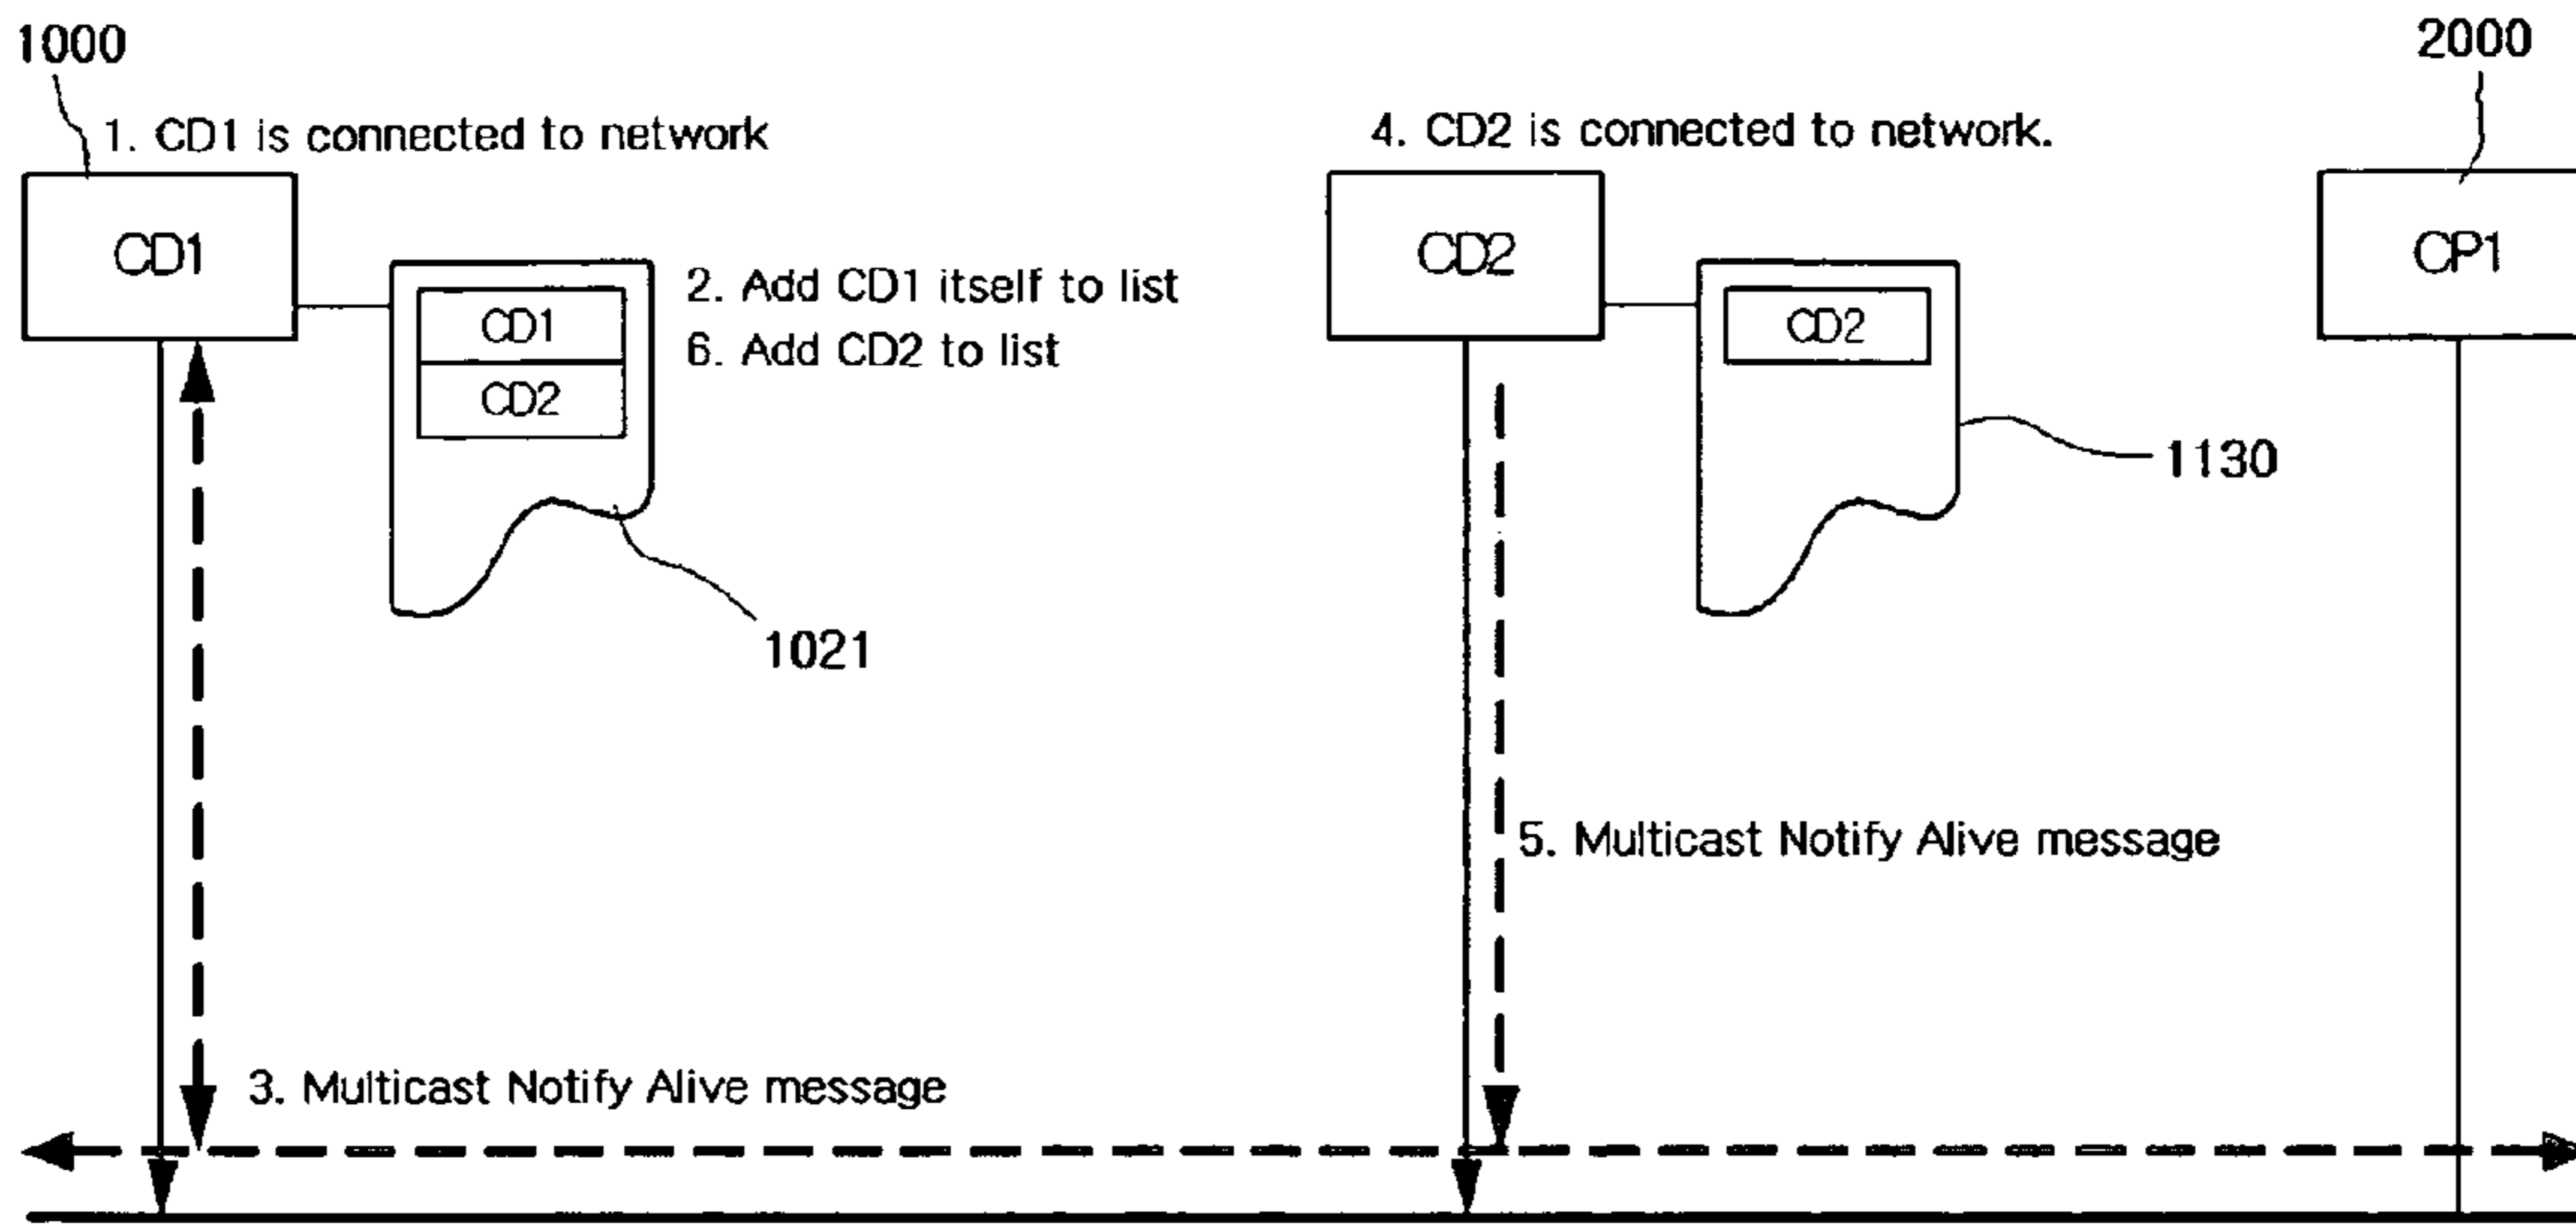 1000
2000
1. CD1 is connected to network
4. CD2 is connected to network.
CD1
CD2
CP1
CD1
CD2
2. Add CD1 itself to list
6. Add CD2 to list
CD2
1130
1021
5. Multicast Notify Alive message
3. Multicast Notify Alive message